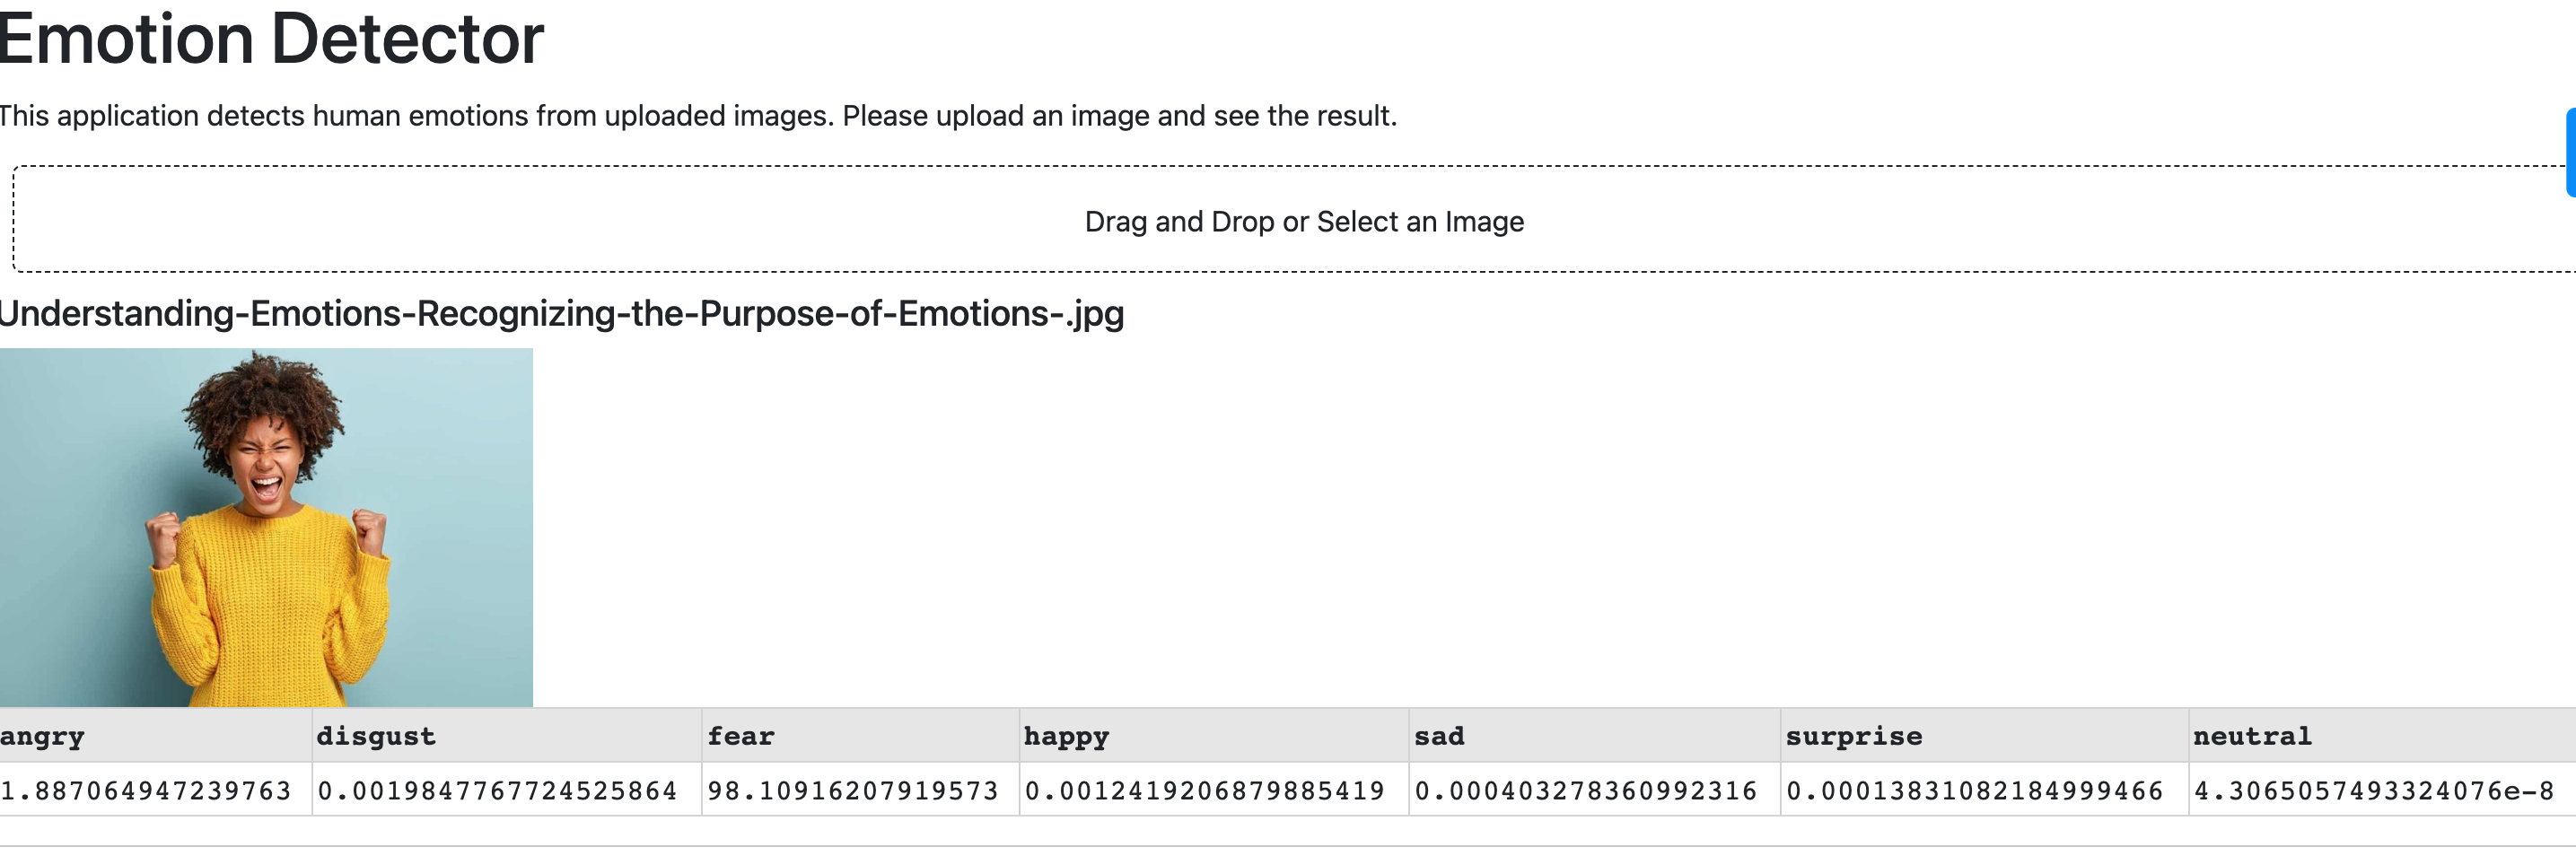 Emotion Detector
This application detects human emotions from uploaded images. Please upload an image and see the result.
Drag and Drop or Select an Image
Understanding-Emotions-Recognizing-the-Purpose-of-Emotions-.jpg
angry disgust fear happy sad surprise neutral
1.887064947239763 0.0019847767724525864 98.10916207919573 0.0012419206879885419 0.000403278360992316 0.00013831082184999466 4.3065057493324076e-8